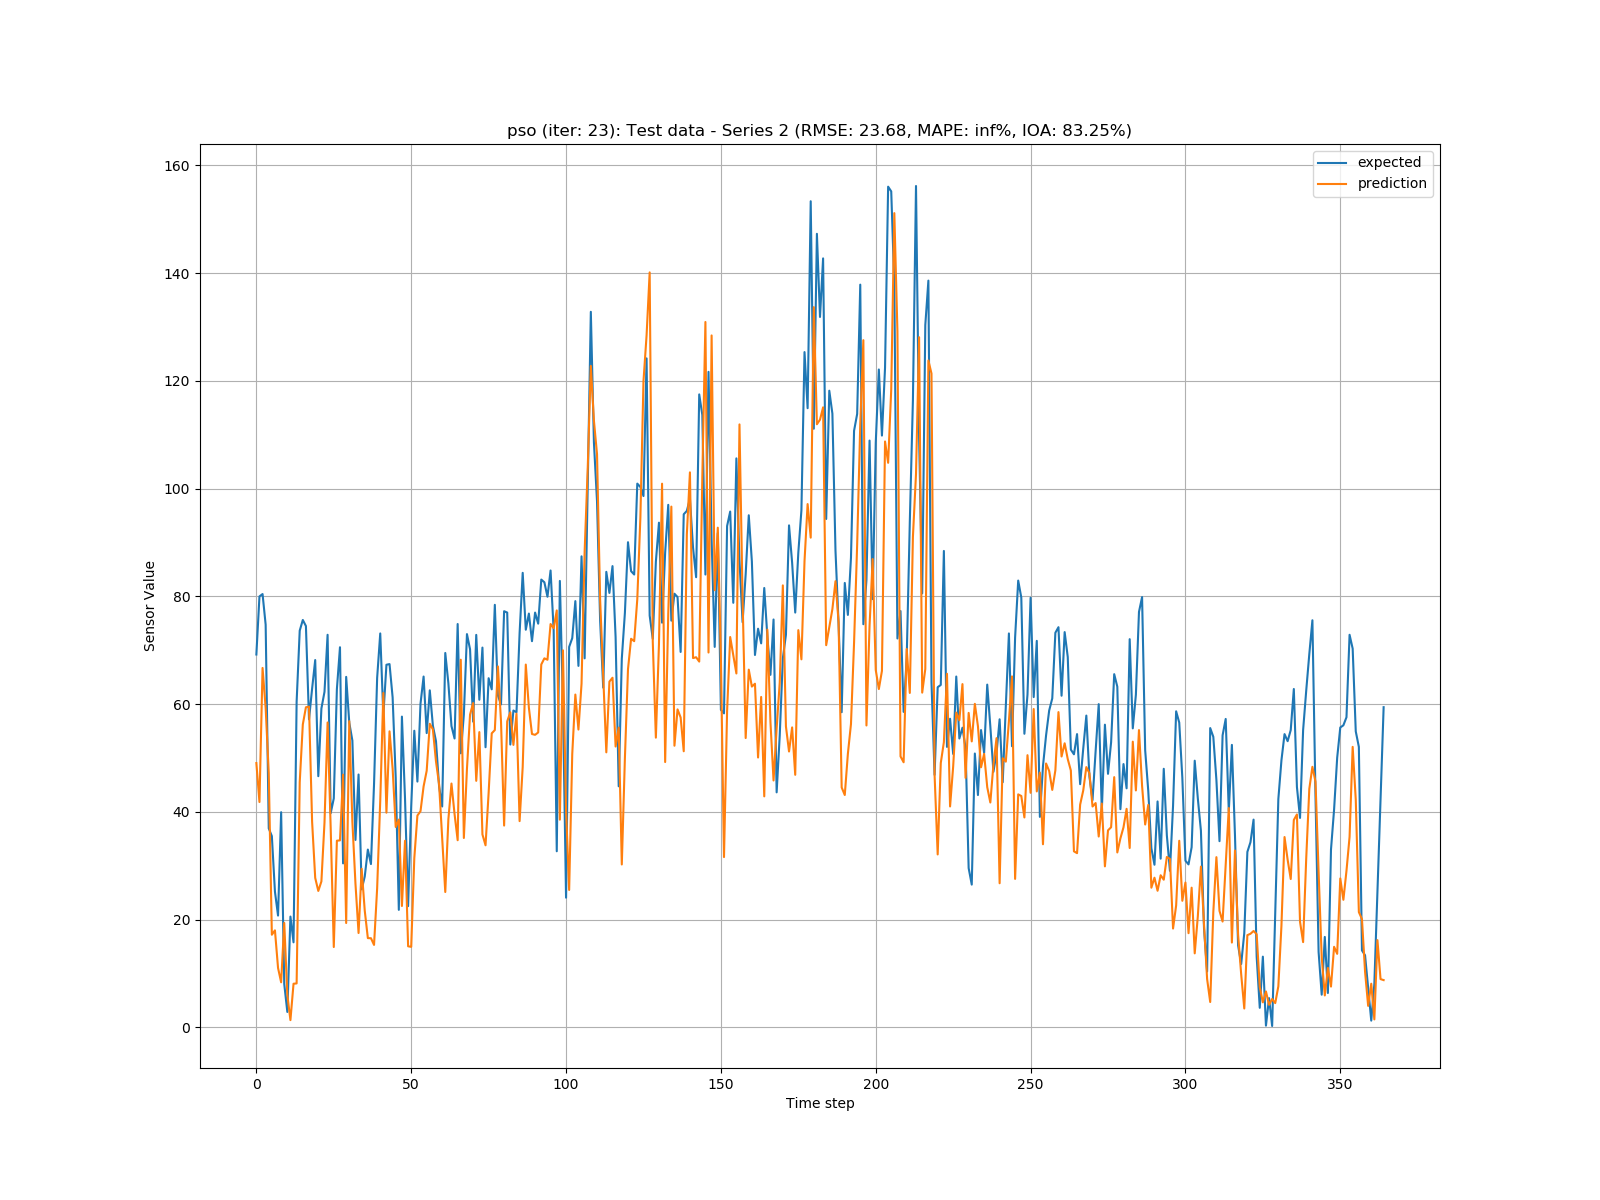 pso (iter: 23): Test data - Series 2 (RMSE: 23.68, MAPE: inf%, IOA: 83.25%)
expected
prediction
160
140
120
100
80
60
40
20
0
Sensor Value
0 50 100 150 200 250 300 350
Time step